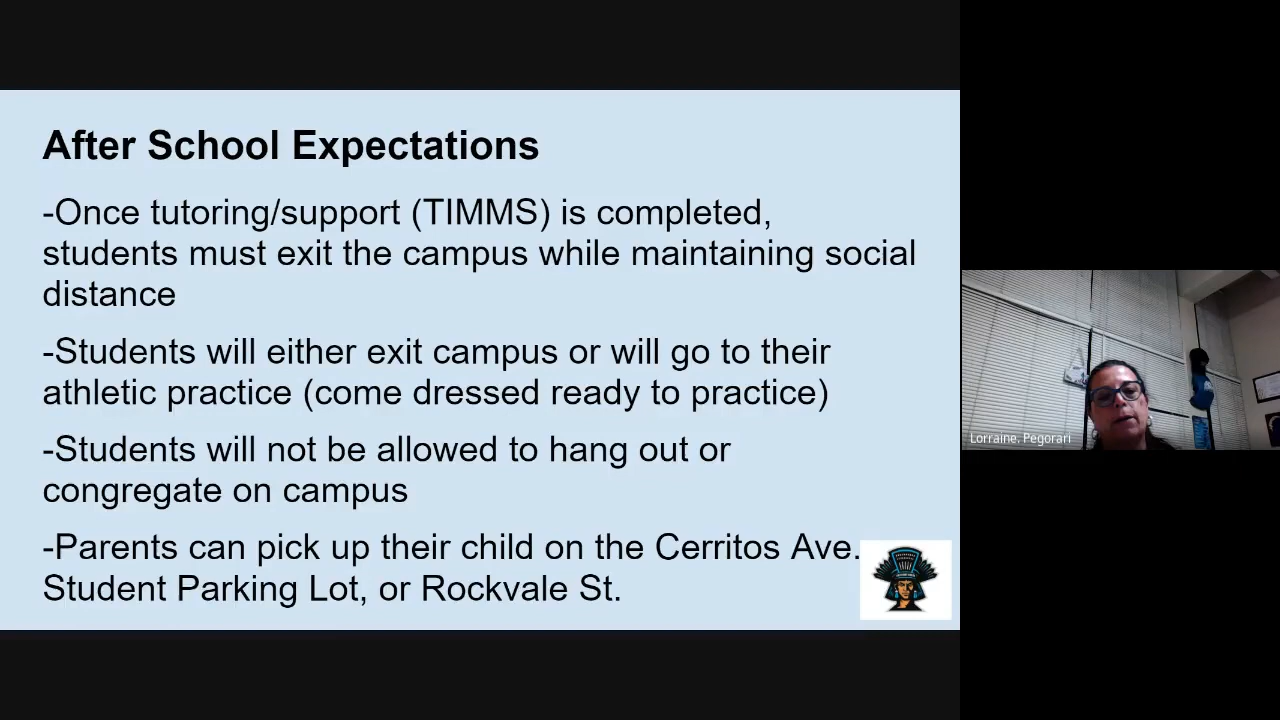 After School Expectations
-Once tutoring/support (TIMMS) is completed,
students must exit the campus while maintaining social
distance
-Students will either exit campus or will go to their
athletic practice (come dressed ready to practice)
-Students will not be allowed to hang out or
congregate on campus
-Parents can pick up their child on the Cerritos Ave.
Student Parking Lot, or Rockvale St.
Lorraine. Pegorari